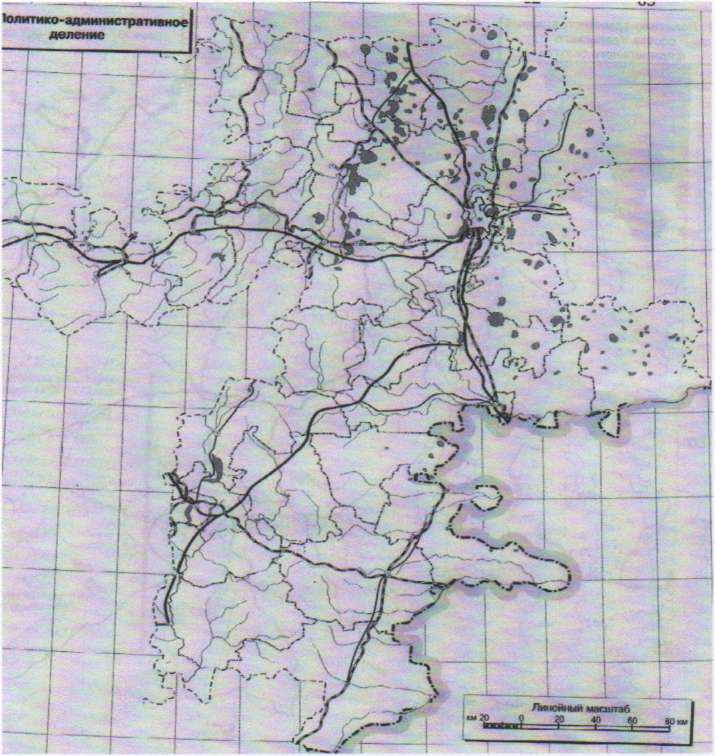 Политико-административное
деление
Линейный масштаб
км 20 0 20 40 60 80 км